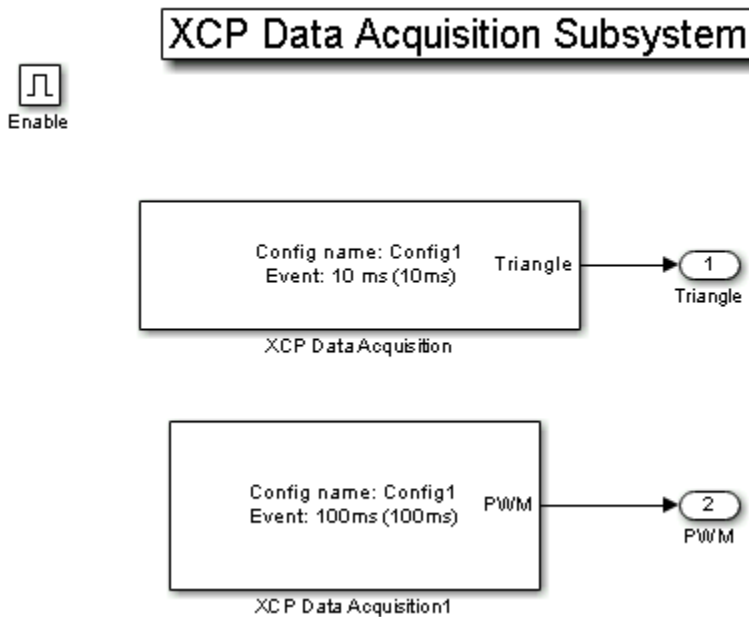 XCP Data Acquisition Subsystem
Enable
Config name: Config1
Event: 10 ms (10ms)
Triangle
1
Triangle
XCP Data Acquisition
Config name: Config1
Event: 100ms (100ms)
PWM
2
PWM
XCP Data Acquisition1